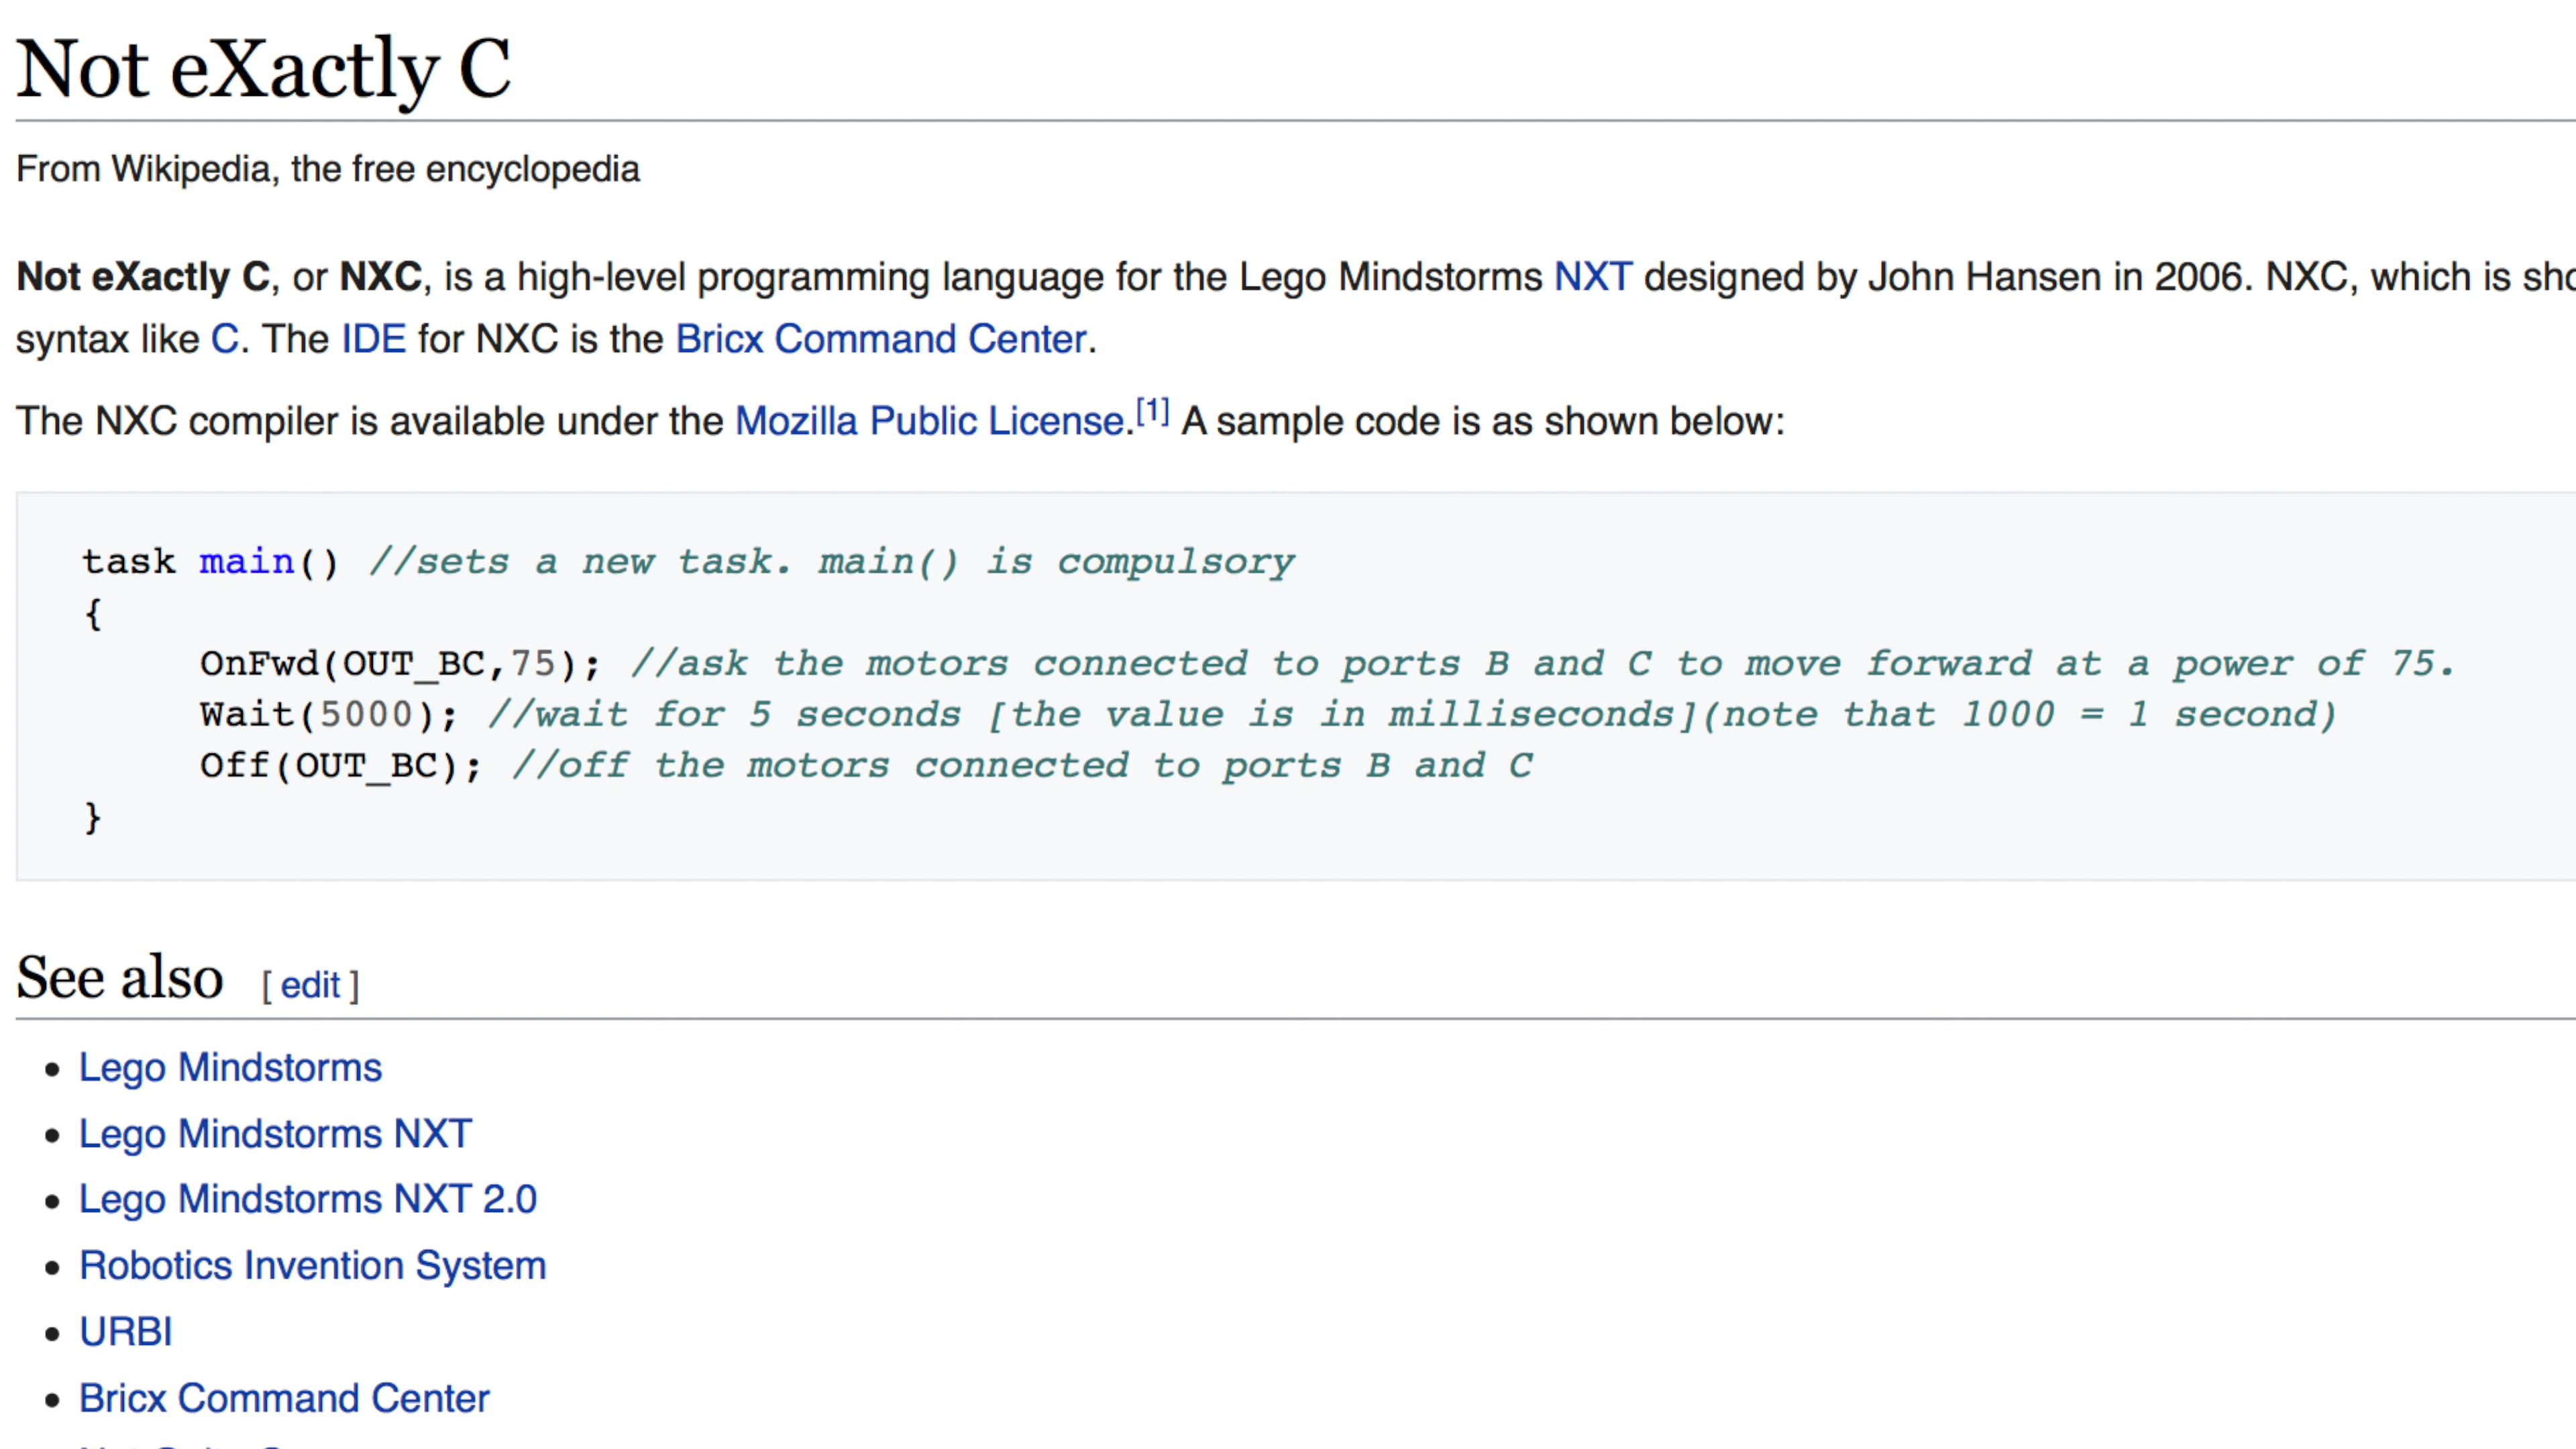 Not eXactly C
From Wikipedia, the free encyclopedia
Not eXactly C, or NXC, is a high-level programming language for the Lego Mindstorms NXT designed by John Hansen in 2006. NXC, which is
syntax like C. The IDE for NXC is the Bricx Command Center.
The NXC compiler is available under the Mozilla Public License.[1] A sample code is as shown below:
task main() //sets a new task. main() is compulsory
{
OnFwd(OUT_BC,75); //ask the motors connected to ports B and C to move forward at a power of 75.
Wait(5000); //wait for 5 seconds [the value is in milliseconds](note that 1000 = 1 second)
Off(OUT_BC); //off the motors connected to ports B and C
}
See also [ edit ]
• Lego Mindstorms
• Lego Mindstorms NXT
• Lego Mindstorms NXT 2.0
• Robotics Invention System
• URBI
• Bricx Command Center